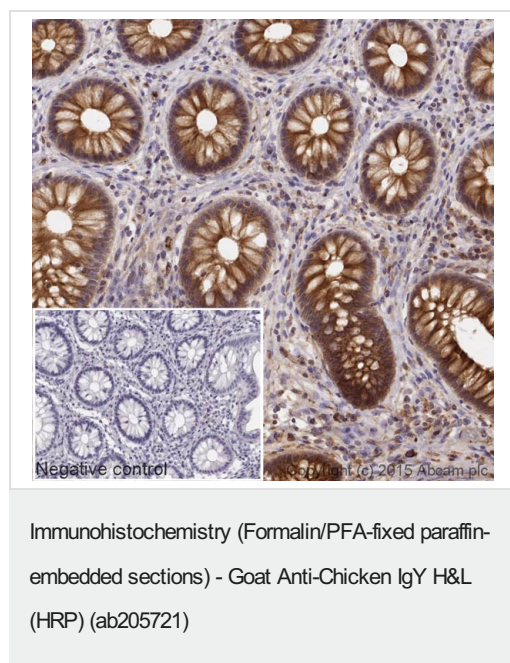 Negative control
Copyright (c) 2015 Abcam plc
Immunohistochemistry (Formalin/PFA-fixed paraffin-
embedded sections) - Goat Anti-Chicken IgY H&L
(HRP) (ab205721)